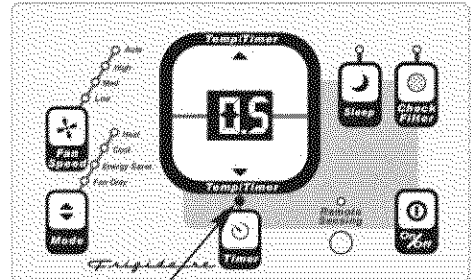 Temp/Timer
Auto
High
Med
Low
0.5
Sleep
Check
Filter
Fan
Speed
Heat
Cool
Energy Saver
Fan Only
Temp/Timer
Mode
Timer
Remote
Sensing
On/Off
Frigidaire